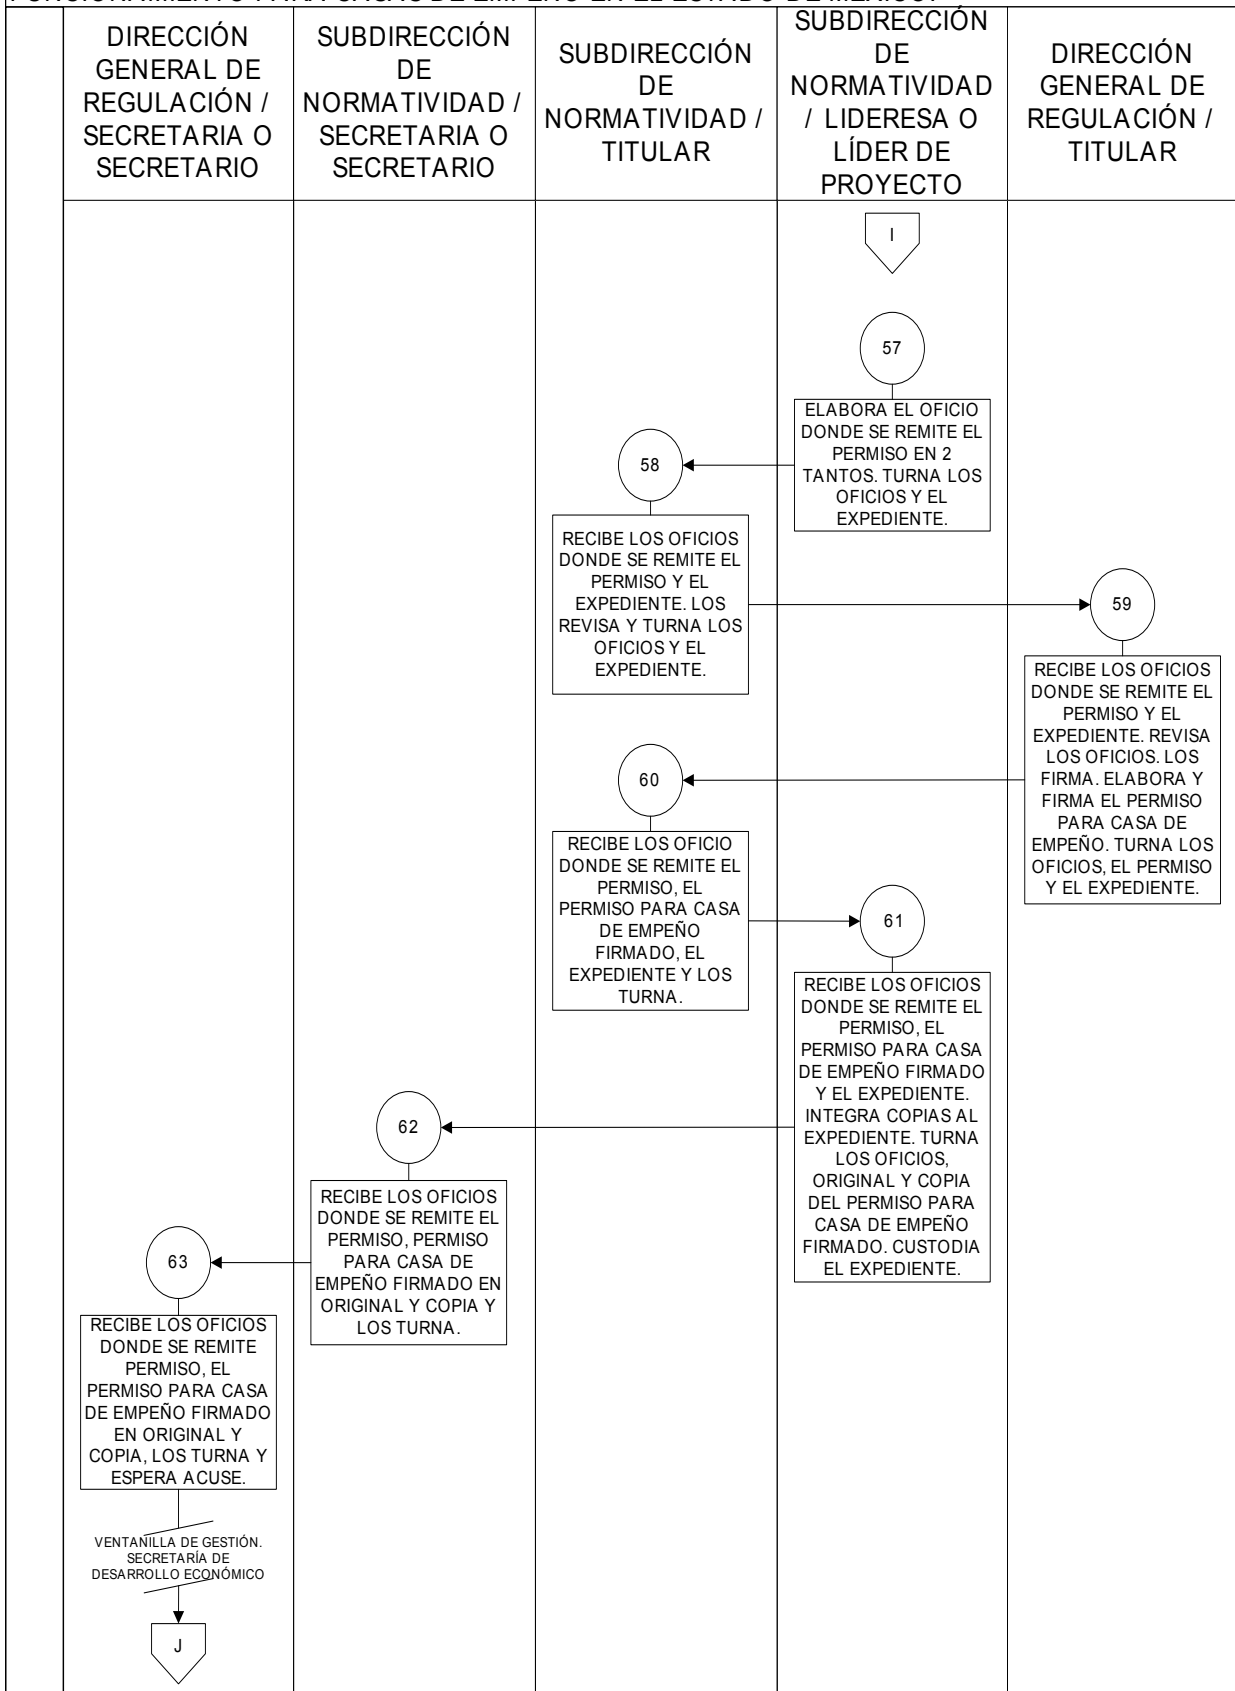 FUNCIONAMIENTO PARA CASAS DE EMPEÑO EN EL ESTADO DE MÉXICO.
DIRECCIÓN
GENERAL DE
REGULACIÓN /
SECRETARIA O
SECRETARIO
SUBDIRECCIÓN
DE
NORMATIVIDAD /
SECRETARIA O
SECRETARIO
SUBDIRECCIÓN
DE
NORMATIVIDAD /
TITULAR
SUBDIRECCIÓN
DE
NORMATIVIDAD
/ LIDERESA O
LÍDER DE
PROYECTO
DIRECCIÓN
GENERAL DE
REGULACIÓN /
TITULAR
I
57
ELABORA EL OFICIO
DONDE SE REMITE EL
PERMISO EN 2
TANTOS. TURNA LOS
OFICIOS Y EL
EXPEDIENTE.
58
RECIBE LOS OFICIOS
DONDE SE REMITE EL
PERMISO Y EL
EXPEDIENTE. LOS
REVISA Y TURNA LOS
OFICIOS Y EL
EXPEDIENTE.
59
RECIBE LOS OFICIOS
DONDE SE REMITE EL
PERMISO Y EL
EXPEDIENTE. REVISA
LOS OFICIOS. LOS
FIRMA. ELABORA Y
FIRMA EL PERMISO
PARA CASA DE
EMPEÑO. TURNA LOS
OFICIOS, EL PERMISO
Y EL EXPEDIENTE.
60
RECIBE LOS OFICIO
DONDE SE REMITE EL
PERMISO, EL
PERMISO PARA CASA
DE EMPEÑO
FIRMADO, EL
EXPEDIENTE Y LOS
TURNA.
61
RECIBE LOS OFICIOS
DONDE SE REMITE EL
PERMISO, EL
PERMISO PARA CASA
DE EMPEÑO FIRMADO
Y EL EXPEDIENTE.
INTEGRA COPIAS AL
EXPEDIENTE. TURNA
LOS OFICIOS,
ORIGINAL Y COPIA
DEL PERMISO PARA
CASA DE EMPEÑO
FIRMADO. CUSTODIA
EL EXPEDIENTE.
62
RECIBE LOS OFICIOS
DONDE SE REMITE EL
PERMISO, PERMISO
PARA CASA DE
EMPEÑO FIRMADO EN
ORIGINAL Y COPIA Y
LOS TURNA.
63
RECIBE LOS OFICIOS
DONDE SE REMITE
PERMISO, EL
PERMISO PARA CASA
DE EMPEÑO FIRMADO
EN ORIGINAL Y
COPIA, LOS TURNA Y
ESPERA ACUSE.
VENTANILLA DE GESTIÓN.
SECRETARÍA DE
DESARROLLO ECONÓMICO
J